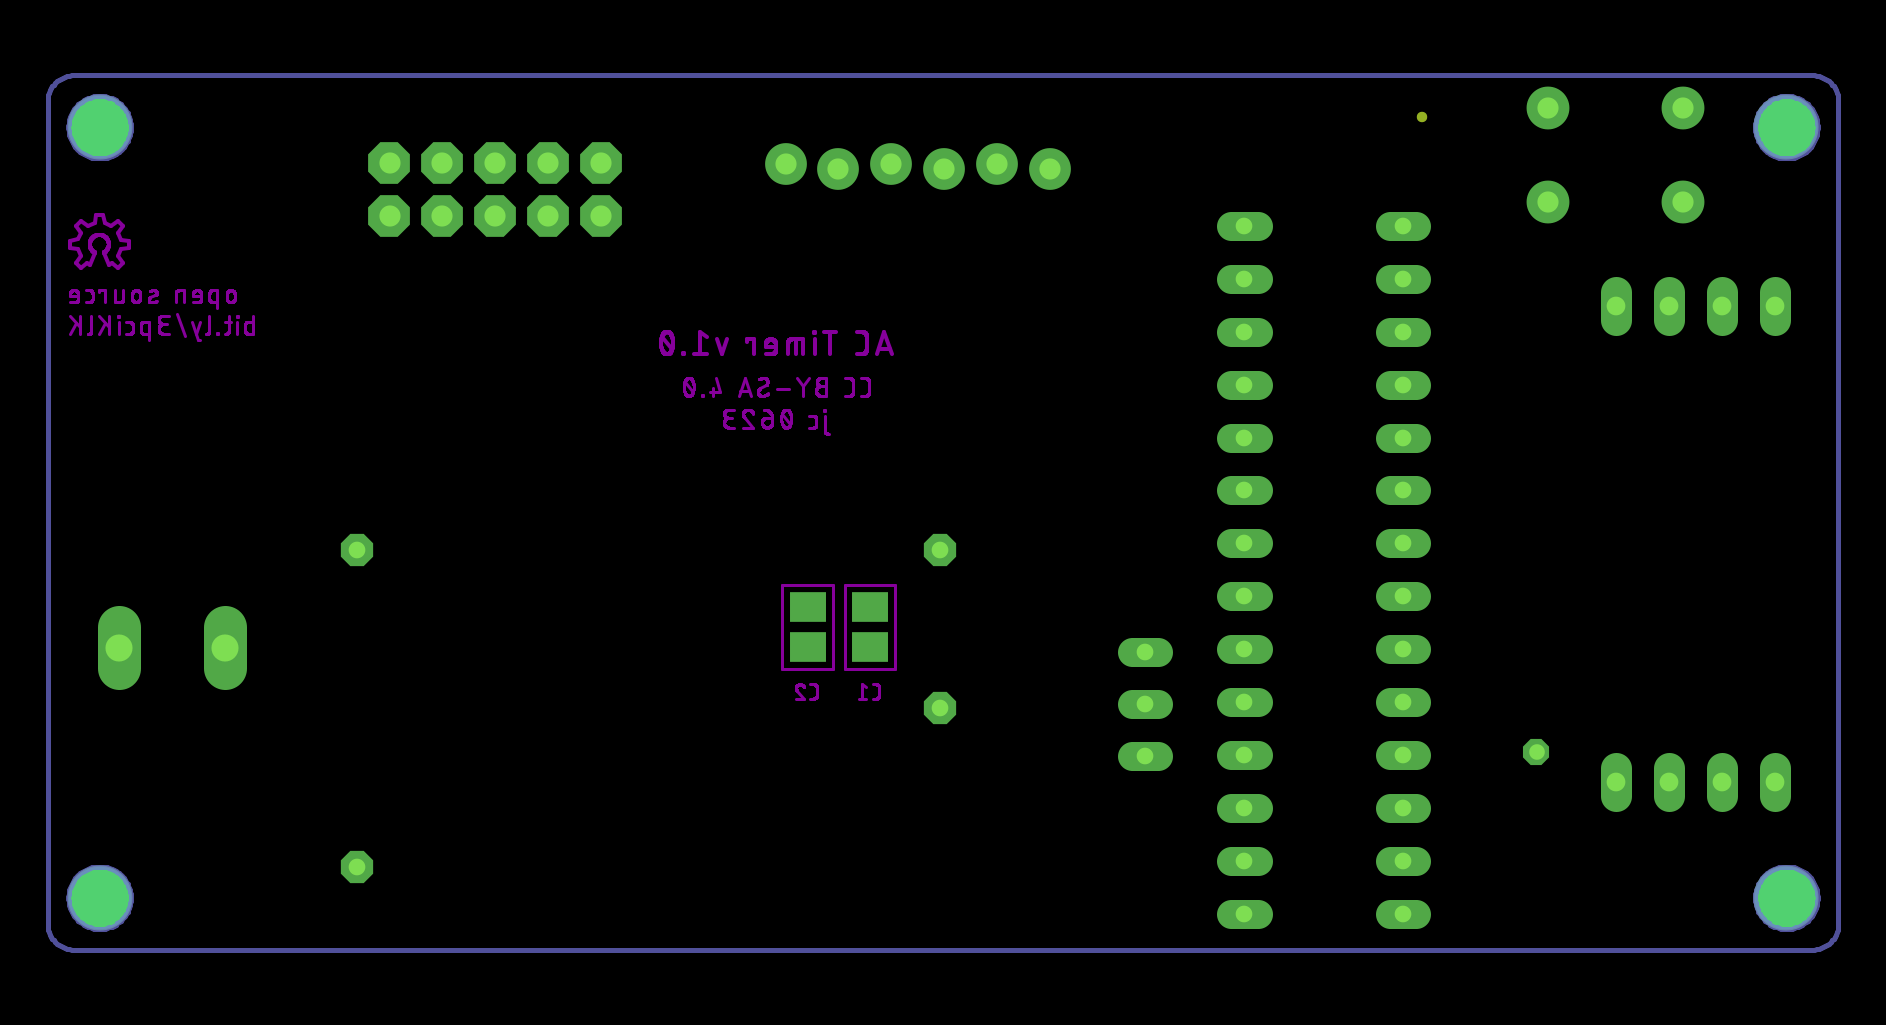 open source
bit.ly/3pciKlK
AC Timer v1.0
CC BY-SA 4.0
jc 0623
C2
C1